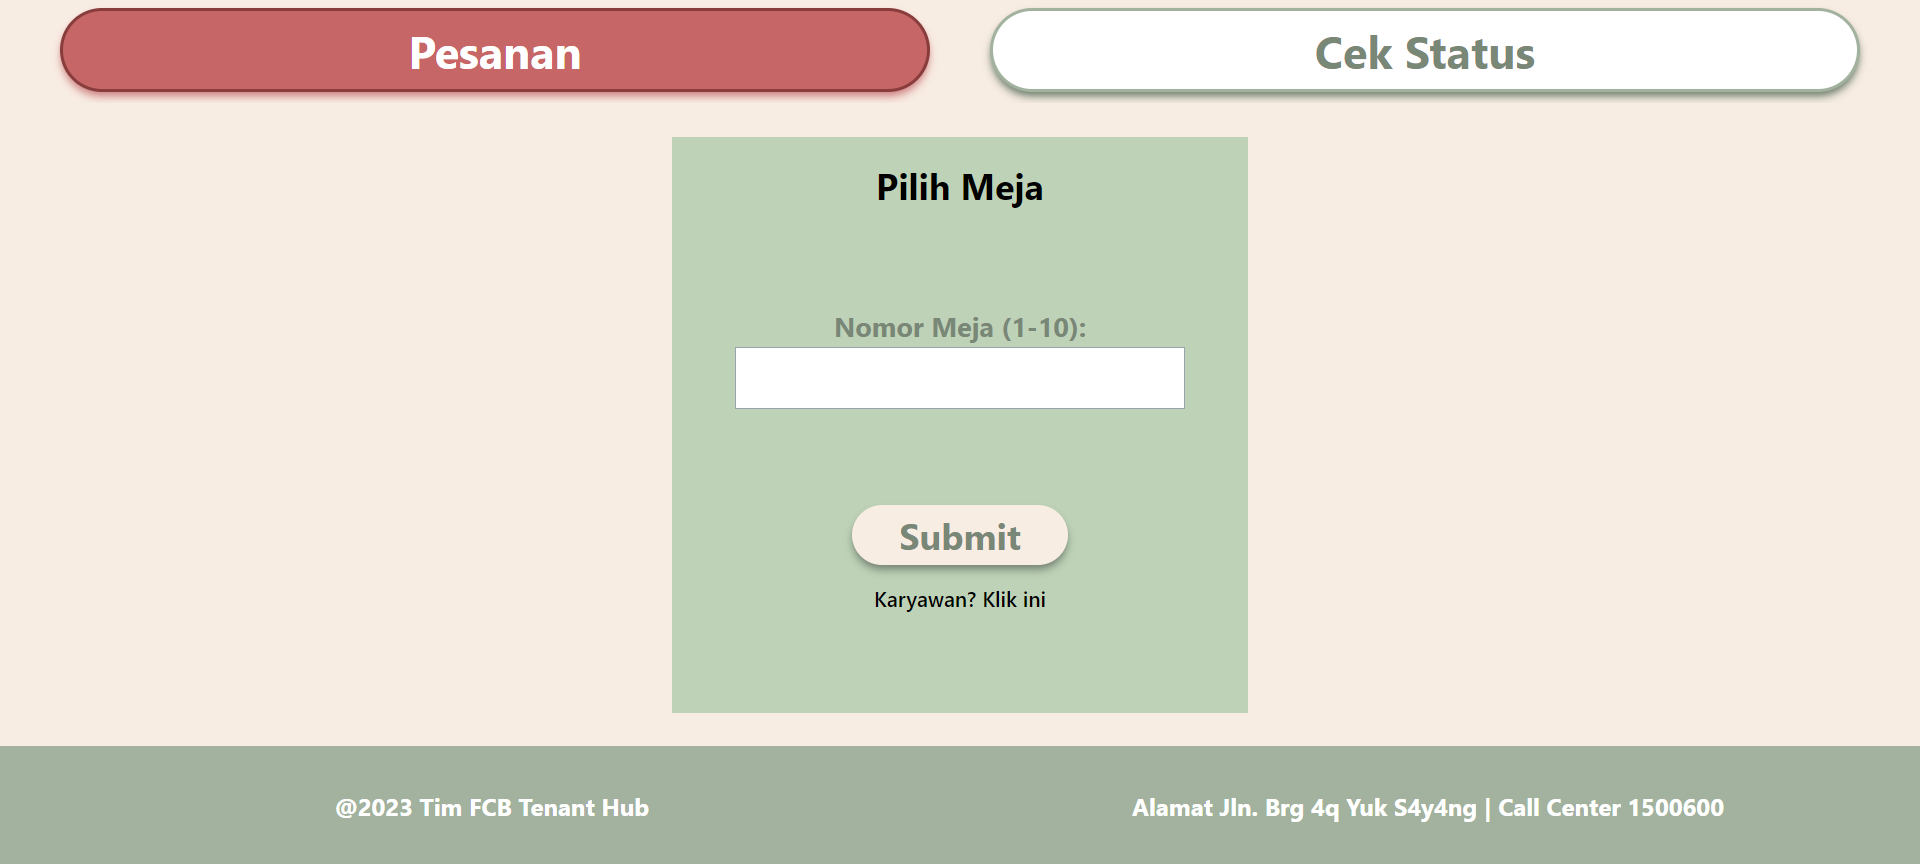 Pesanan
Cek Status
Pilih Meja
Nomor Meja (1-10):
Submit
Karyawan? Klik ini
@2023 Tim FCB Tenant Hub
Alamat Jln. Brg 4q Yuk S4y4ng | Call Center 1500600